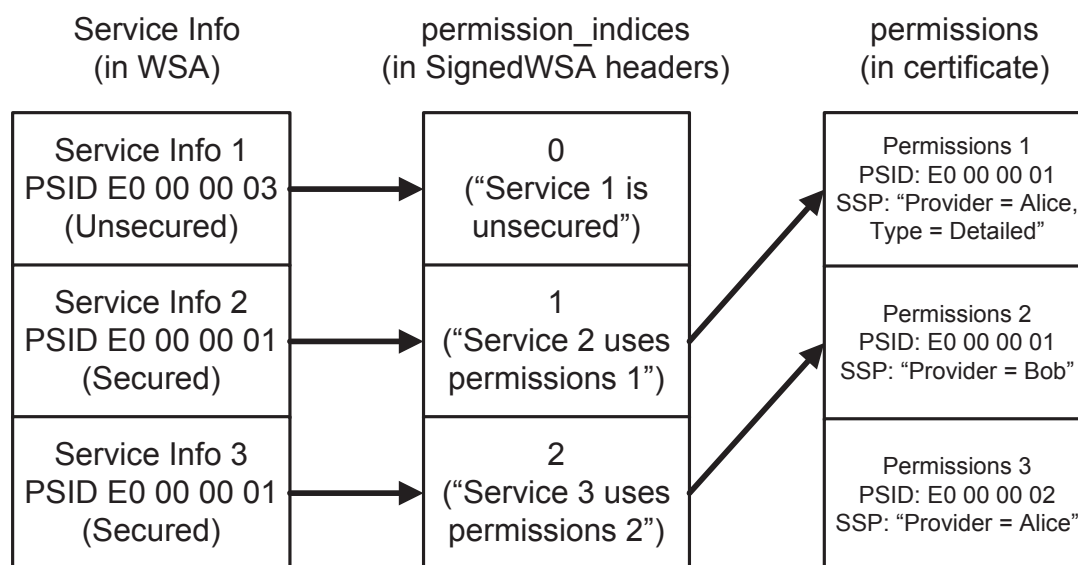 Service Info
(in WSA)
permission_indices
(in SignedWSA headers)
permissions
(in certificate)
Service Info 1
PSID E0 00 00 03
(Unsecured)
0
(“Service 1 is
unsecured”)
Permissions 1
PSID: E0 00 00 01
SSP: “Provider = Alice,
Type = Detailed”
Service Info 2
PSID E0 00 00 01
(Secured)
1
(“Service 2 uses
permissions 1”)
Permissions 2
PSID: E0 00 00 01
SSP: “Provider = Bob”
Service Info 3
PSID E0 00 00 01
(Secured)
2
(“Service 3 uses
permissions 2”)
Permissions 3
PSID: E0 00 00 02
SSP: “Provider = Alice”